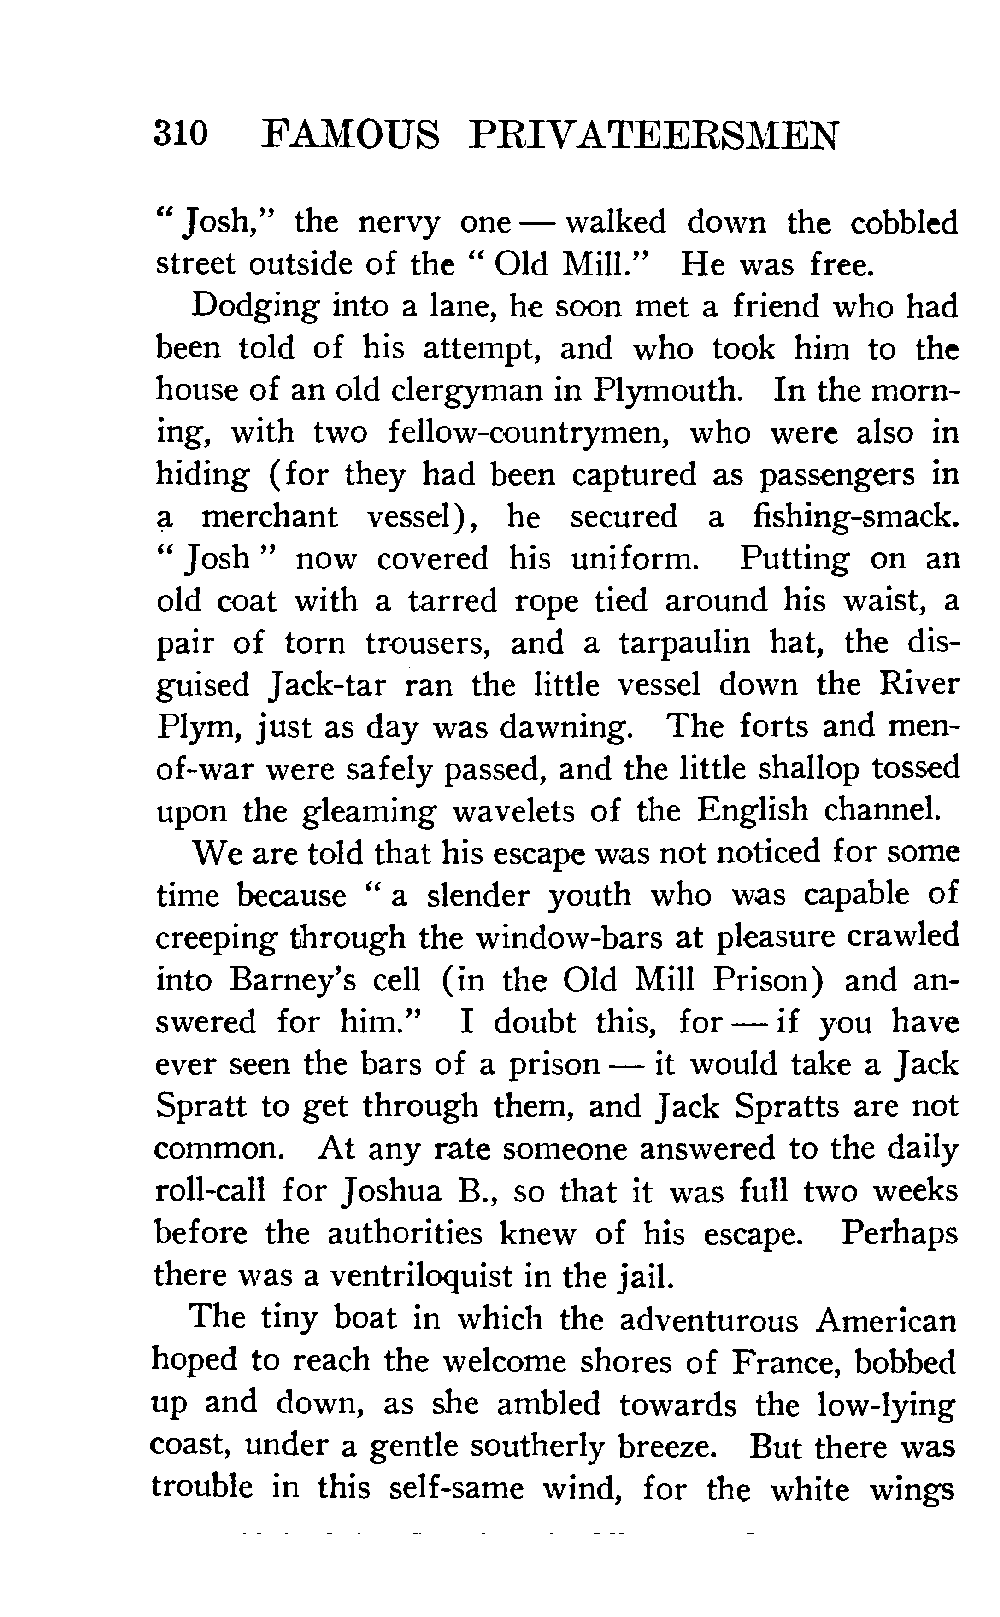 310 FAMOUS PRIVATEERSMEN
“ Josh,” the nervy one — walked down the cobbled
street outside of the “ Old Mill.” He was free.
Dodging into a lane, he soon met a friend who had
been told of his attempt, and who took him to the
house of an old clergyman in Plymouth. In the morn-
ing, with two fellow-countrymen, who were also in
hiding (for they had been captured as passengers in
a merchant vessel), he secured a fishing-smack.
“ Josh ” now covered his uniform. Putting on an
old coat with a tarred rope tied around his waist, a
pair of torn trousers, and a tarpaulin hat, the dis-
guised Jack-tar ran the little vessel down the River
Plym, just as day was dawning. The forts and men-
of-war were safely passed, and the little shallop tossed
upon the gleaming wavelets of the English channel.
We are told that his escape was not noticed for some
time because “ a slender youth who was capable of
creeping through the window-bars at pleasure crawled
into Barney’s cell (in the Old Mill Prison) and an-
swered for him.” I doubt this, for — if you have
ever seen the bars of a prison — it would take a Jack
Spratt to get through them, and Jack Spratts are not
common. At any rate someone answered to the daily
roll-call for Joshua B., so that it was full two weeks
before the authorities knew of his escape. Perhaps
there was a ventriloquist in the jail.
The tiny boat in which the adventurous American
hoped to reach the welcome shores of France, bobbed
up and down, as she ambled towards the low-lying
coast, under a gentle southerly breeze. But there was
trouble in this self-same wind, for the white wings